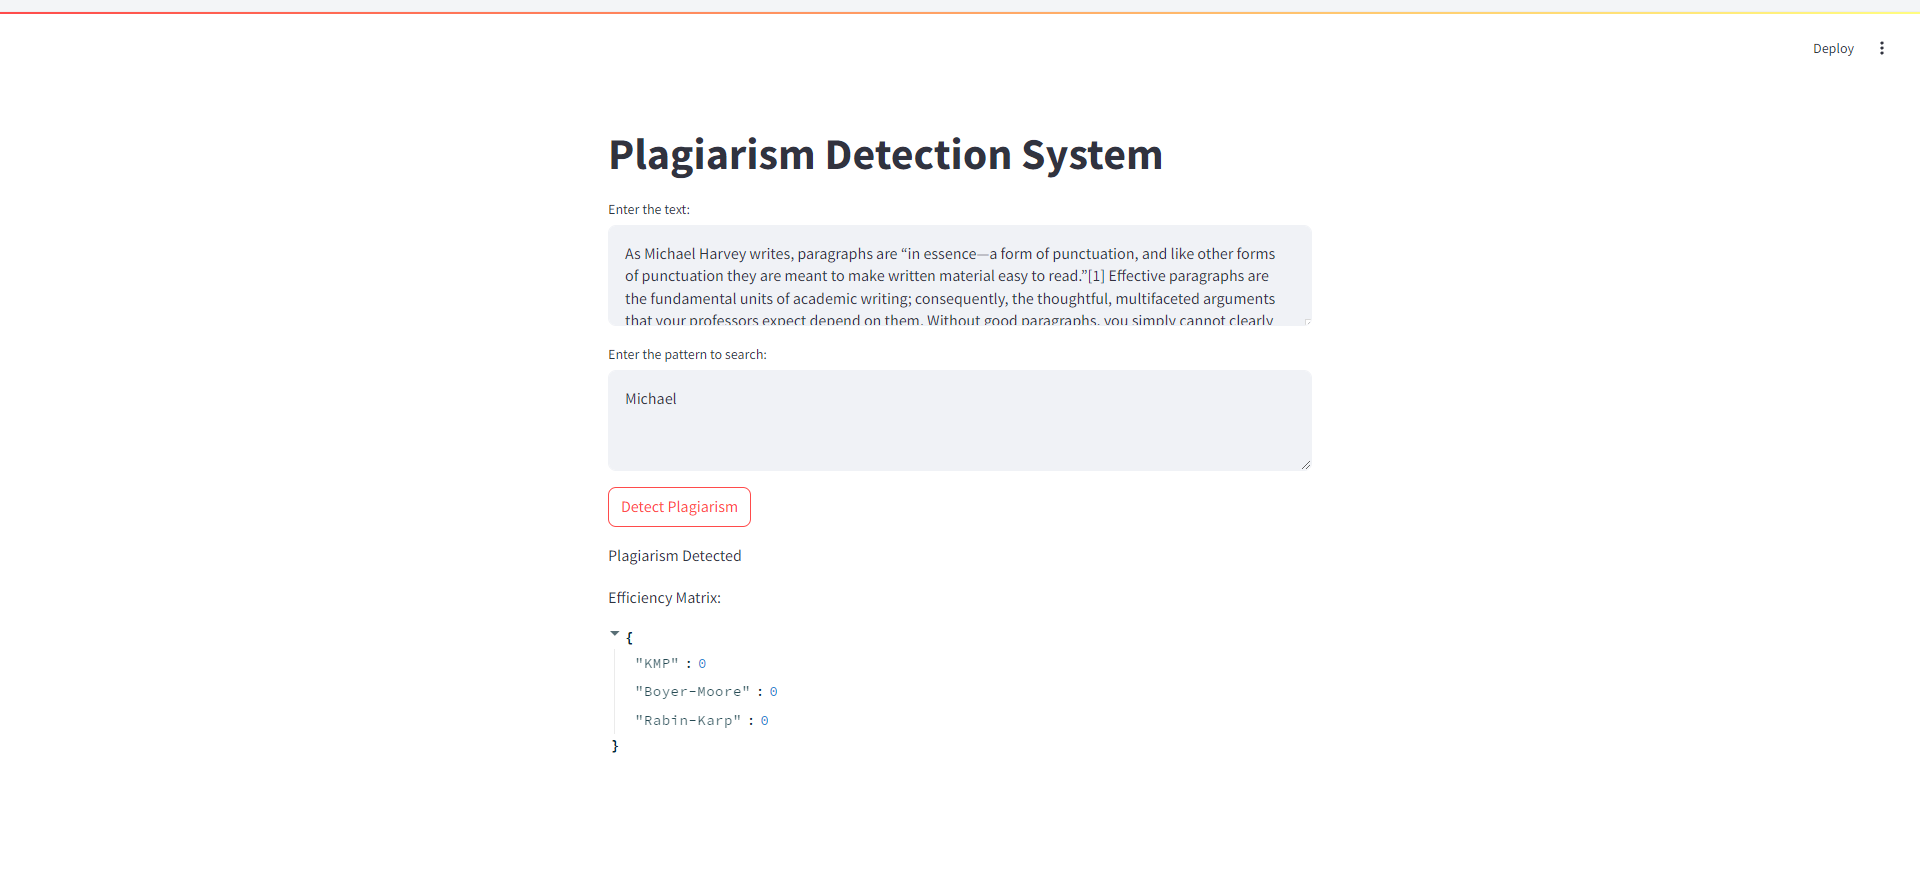 Deploy
Plagiarism Detection System
Enter the text:
As Michael Harvey writes, paragraphs are “in essence—a form of punctuation, and like other forms
of punctuation they are meant to make written material easy to read.”[1] Effective paragraphs are
the fundamental units of academic writing; consequently, the thoughtful, multifaceted arguments
that your professors expect depend on them. Without good paragraphs, you simply cannot clearly
Enter the pattern to search:
Michael
Detect Plagiarism
Plagiarism Detected
Efficiency Matrix:
{
"KMP" : 0
"Boyer-Moore" : 0
"Rabin-Karp" : 0
}